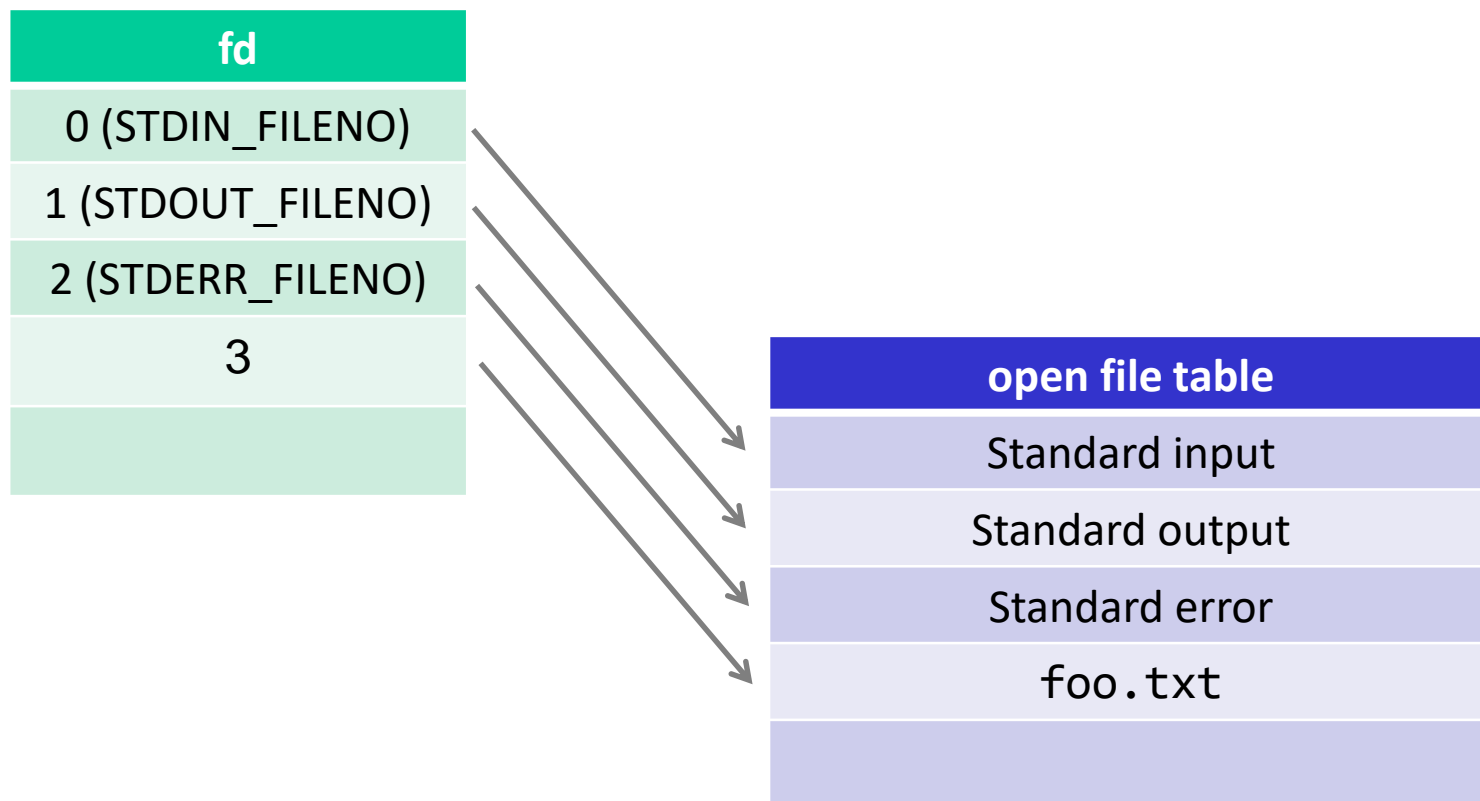 fd
0 (STDIN_FILENO)
1 (STDOUT_FILENO)
2 (STDERR_FILENO)
3
open file table
Standard input
Standard output
Standard error
foo.txt